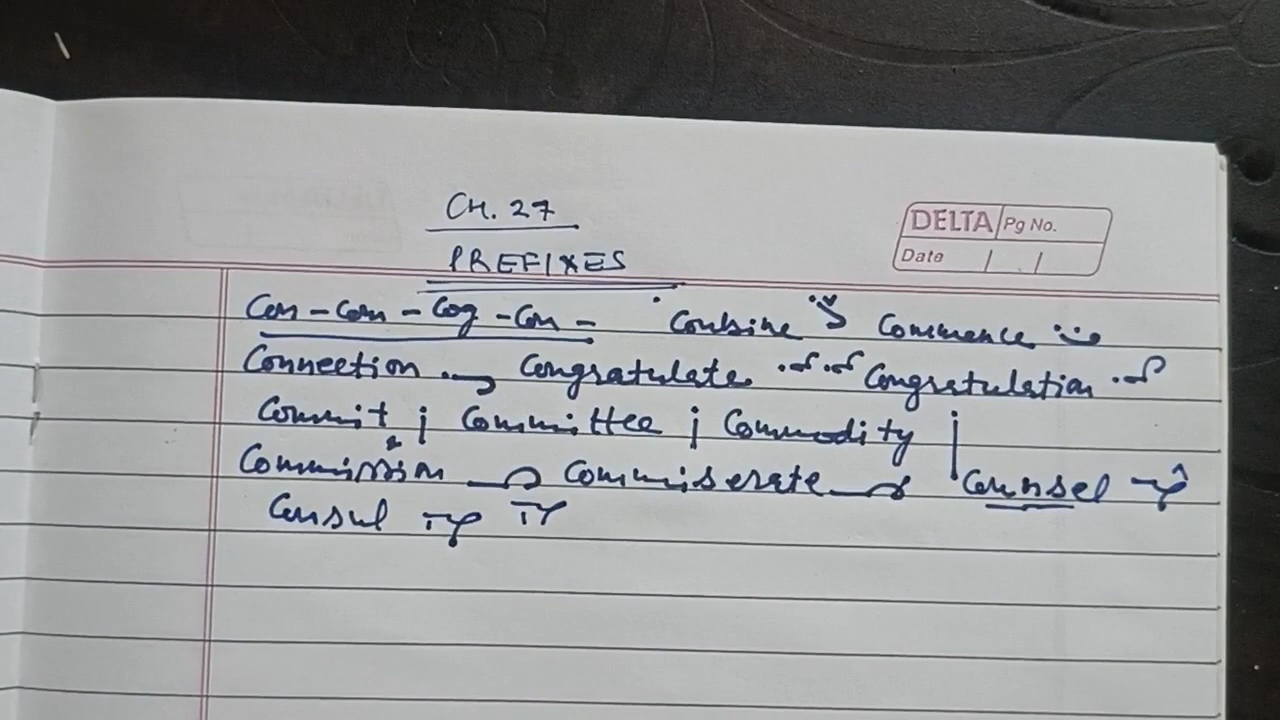 CH. 27
PREFIXES
DELTA Pg No.
Date / /
Con - Com - Cog - Con - Combine Commence
Connection Congratulate Congratulation
Commit Committee Commodity
Commission Commiserate Counsel
Consul